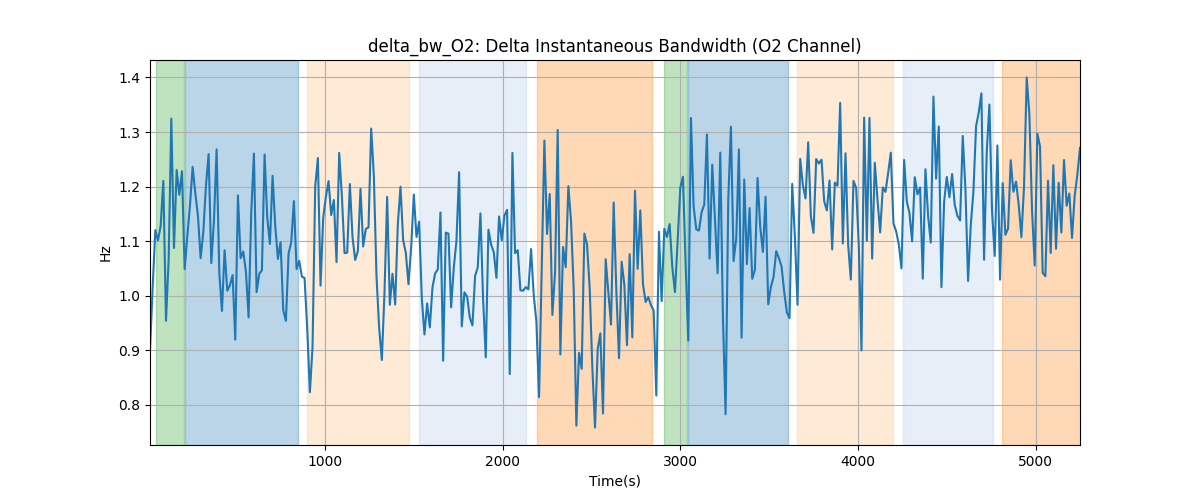 delta_bw_O2: Delta Instantaneous Bandwidth (O2 Channel)
1.4
1.3
1.2
1.1
1.0
0.9
0.8
Hz
1000 2000 3000 4000 5000
Time(s)